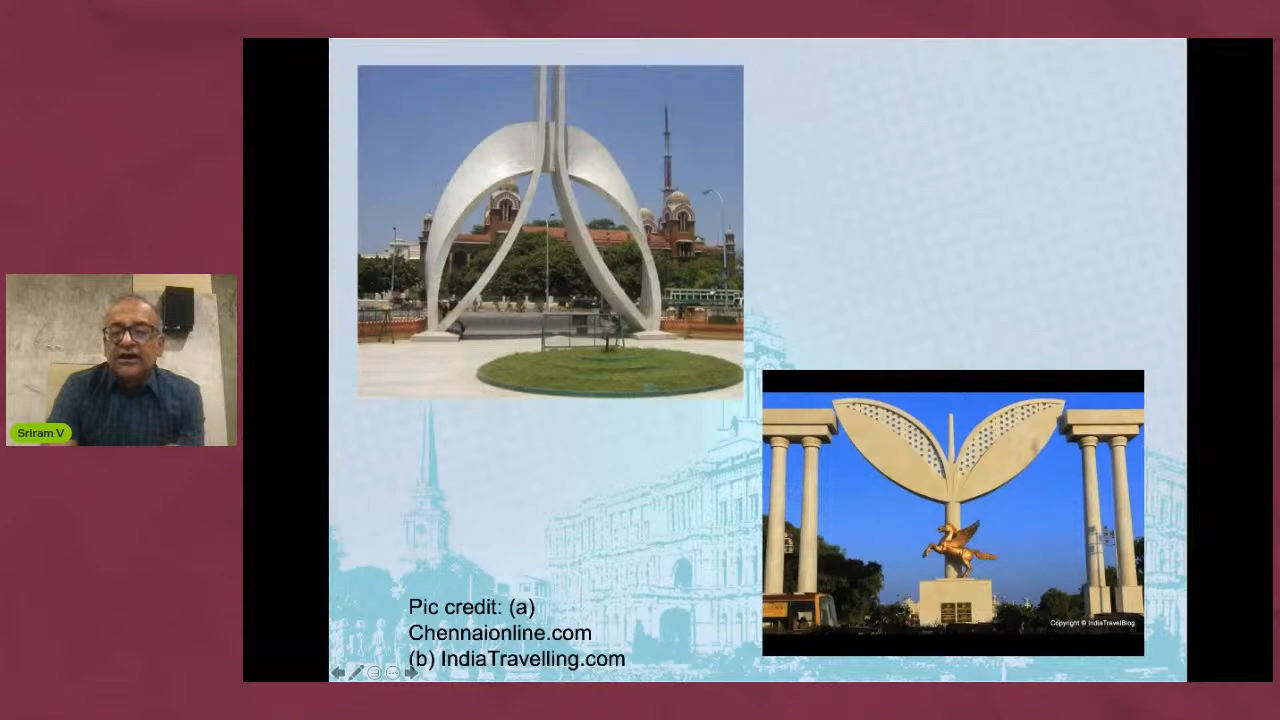 Sriram V
Copyright © IndiaTravelBlog
Pic credit: (a)
Chennaionline.com
(b) IndiaTravelling.com